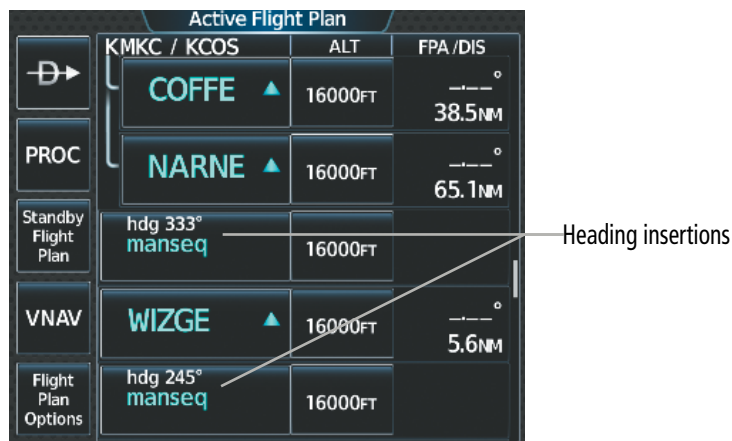 Active Flight Plan
KMKC / KCOS ALT FPA/DIS
D
COFFE 16000FT _._ _° 38.5NM
PROC
NARNE 16000FT _._ _° 65.1NM
Standby
Flight
Plan
hdg 333°
manseq 16000FT
Heading insertions
VNAV
WIZGE 16000FT _._ _° 5.6NM
Flight
Plan
Options
hdg 245°
manseq 16000FT